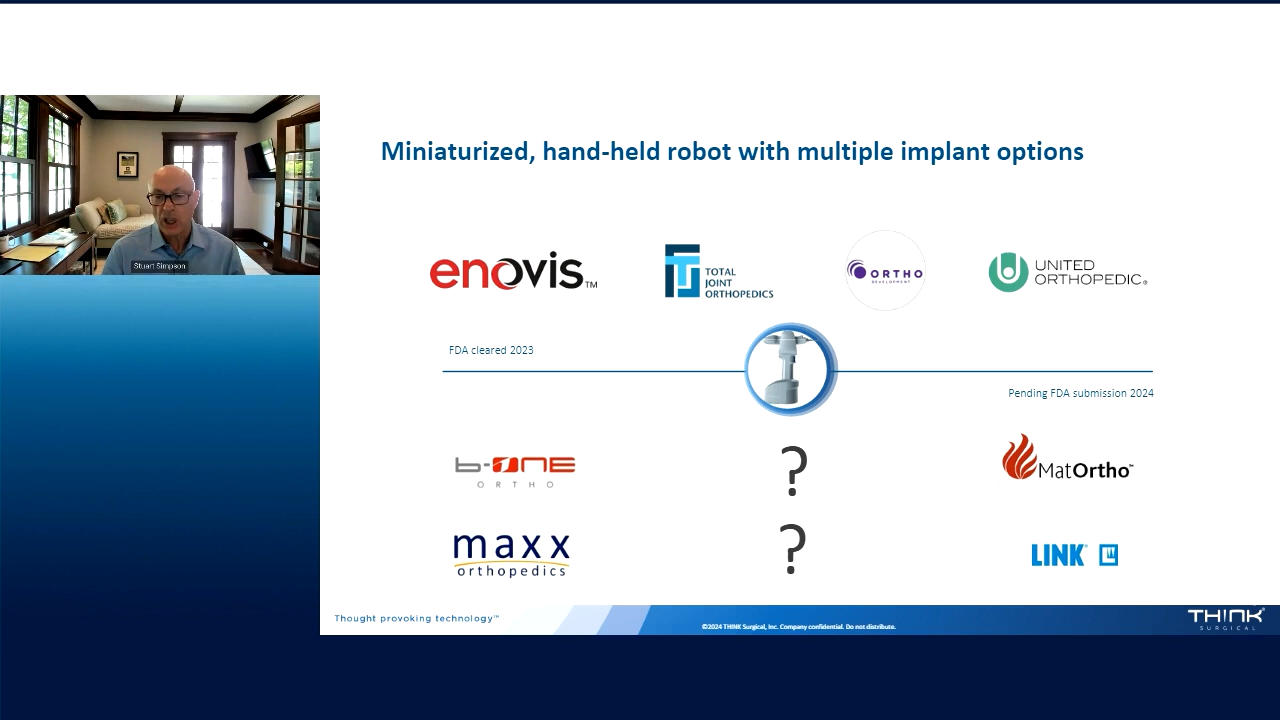 Miniaturized, hand-held robot with multiple implant options
Stuart Simpson
enovis™
TOTAL
JOINT
ORTHOPEDICS
ORTHO
DEVELOPMENT
UNITED
ORTHOPEDIC®
FDA cleared 2023
Pending FDA submission 2024
b-ONE
ORTHO
?
MatOrtho™
maxx
orthopedics
?
LINK®
Thought provoking technology™
©2024 THINK Surgical, Inc. Company confidential. Do not distribute.
THINK®
SURGICAL